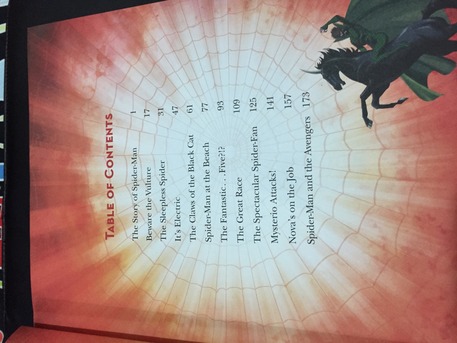 Table of Contents
The Story of Spider-Man 1
Beware the Vulture 17
The Sleepless Spider 31
It's Electric 47
The Claws of the Black Cat 61
Spider-Man at the Beach 77
The Fantastic . . . Five?!? 93
The Great Race 109
The Spectacular Spider-Fan 125
Mysterio Attacks! 141
Nova's on the Job 157
Spider-Man and the Avengers 173